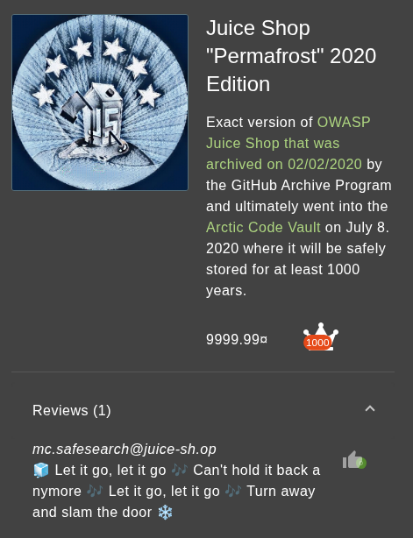 Juice Shop
"Permafrost" 2020
Edition
Exact version of OWASP
Juice Shop that was
archived on 02/02/2020 by
the GitHub Archive Program
and ultimately went into the
Arctic Code Vault on July 8.
2020 where it will be safely
stored for at least 1000
years.
9999.99¤
1000
Reviews (1)
mc.safesearch@juice-sh.op
🧊 Let it go, let it go 🎶 Can't hold it back a
nymore 🎶 Let it go, let it go 🎶 Turn away
and slam the door ❄️